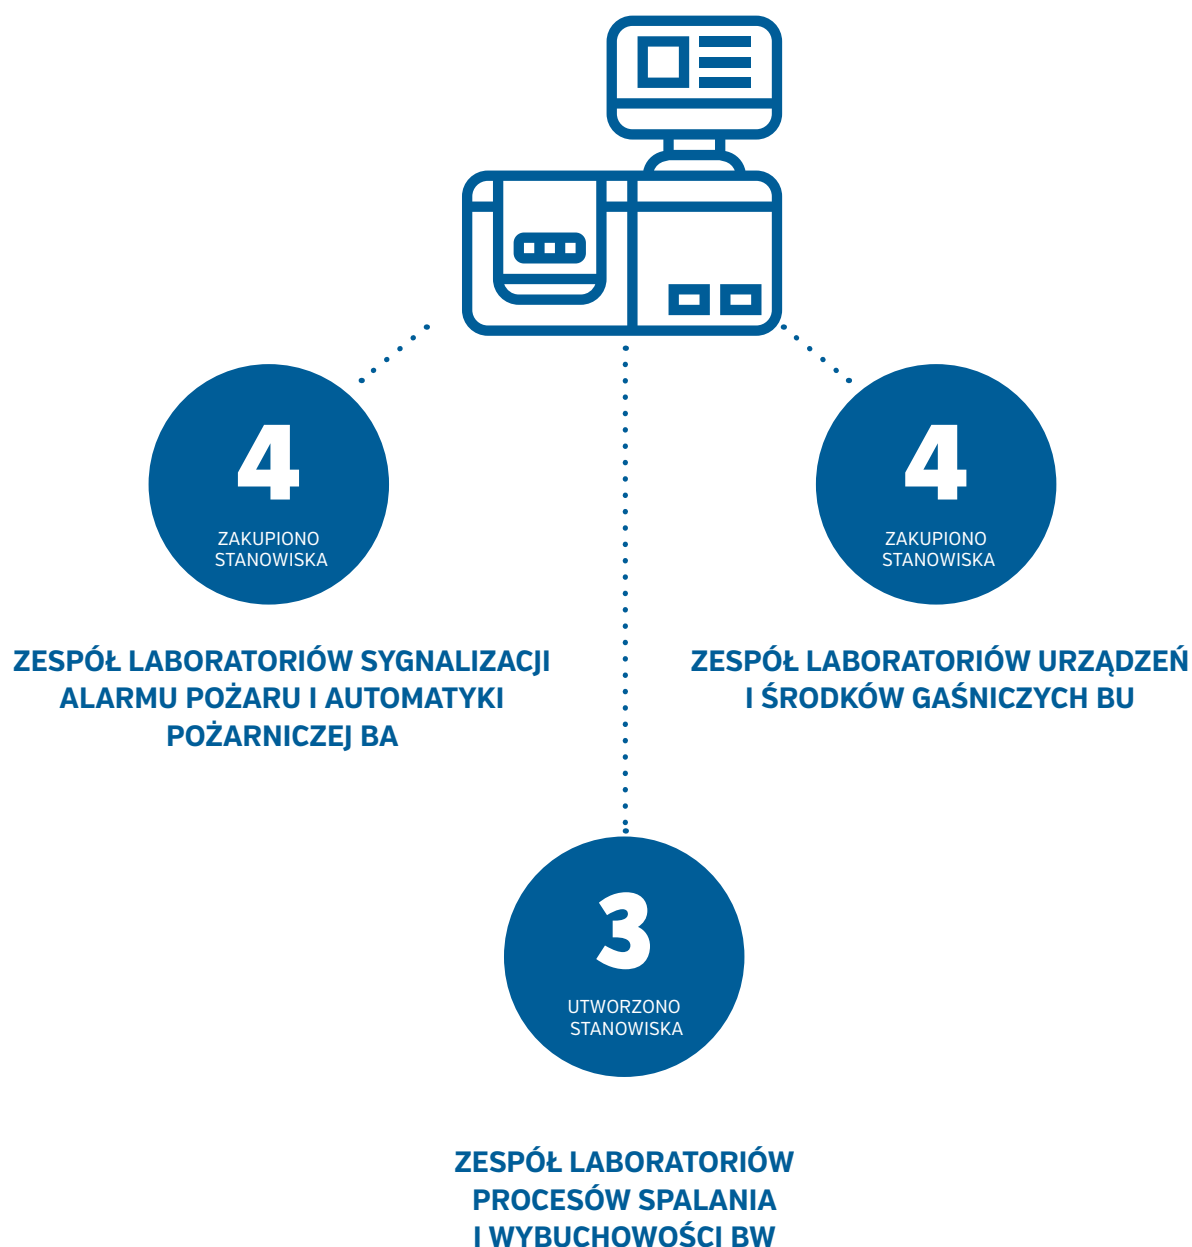 4
ZAKUPIONO
STANOWISKA
ZESPÓŁ LABORATORIÓW SYGNALIZACJI
ALARMU POŻARU I AUTOMATYKI
POŻARNICZEJ BA
4
ZAKUPIONO
STANOWISKA
ZESPÓŁ LABORATORIÓW URZĄDZEŃ
I ŚRODKÓW GAŚNICZYCH BU
3
UTWORZONO
STANOWISKA
ZESPÓŁ LABORATORIÓW
PROCESÓW SPALANIA
I WYBUCHOWOŚCI BW